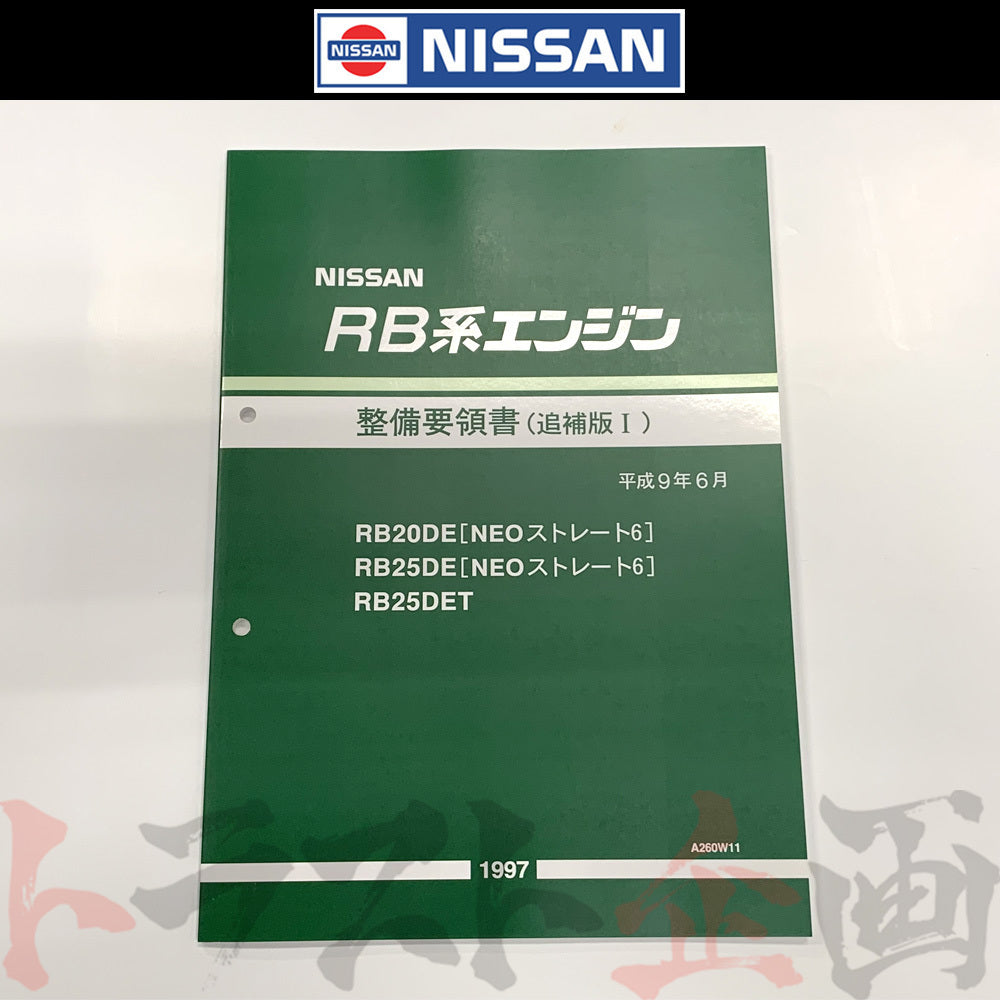 NISSAN NISSAN
NISSAN
RB系エンジン
整備要領書(追補版Ⅰ)
平成9年6月
RB20DE[NEOストレート6]
RB25DE[NEOストレート6]
RB25DET
A260W11
1997
トラスト企画